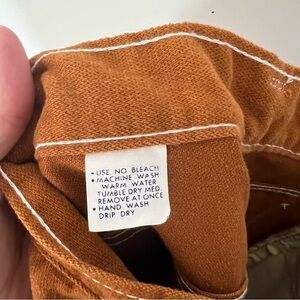 • USE NO BLEACH
• MACHINE WASH
WARM WATER
TUMBLE DRY MED.
REMOVE AT ONCE
• HAND WASH
DRIP DRY